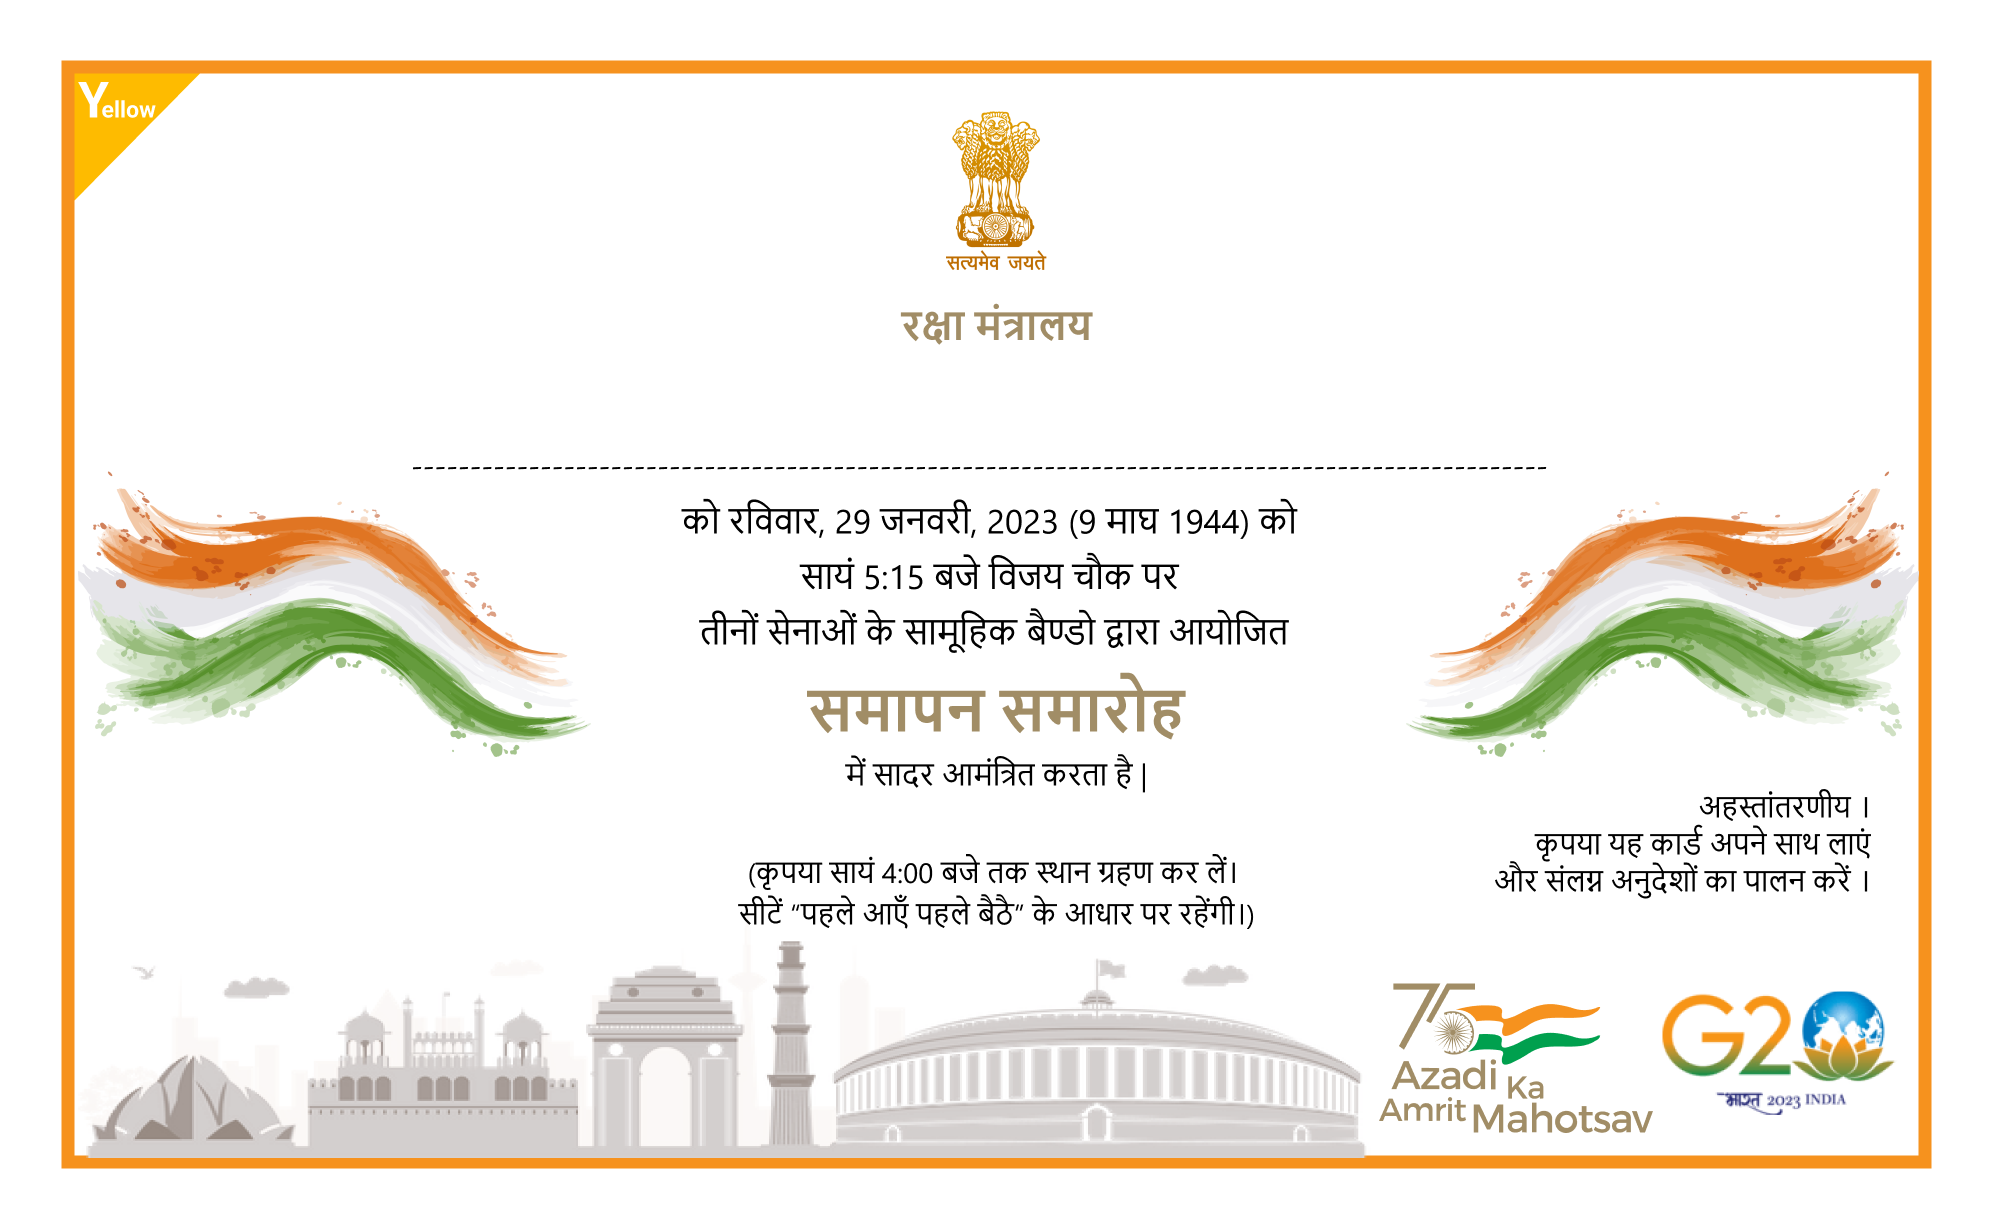 Yellow
सत्यमेव जयते
रक्षा मंत्रालय
को रविवार, 29 जनवरी, 2023 (9 माघ 1944) को
सायं 5:15 बजे विजय चौक पर
तीनों सेनाओं के सामूहिक बैण्डो द्वारा आयोजित
समापन समारोह
में सादर आमंत्रित करता है |
(कृपया सायं 4:00 बजे तक स्थान ग्रहण कर लें।
सीटें “पहले आएँ पहले बैठै” के आधार पर रहेंगी।)
अहस्तांतरणीय ।
कृपया यह कार्ड अपने साथ लाएं
और संलग्न अनुदेशों का पालन करें ।
75
Azadi Ka
Amrit Mahotsav
G20
भारत 2023 INDIA